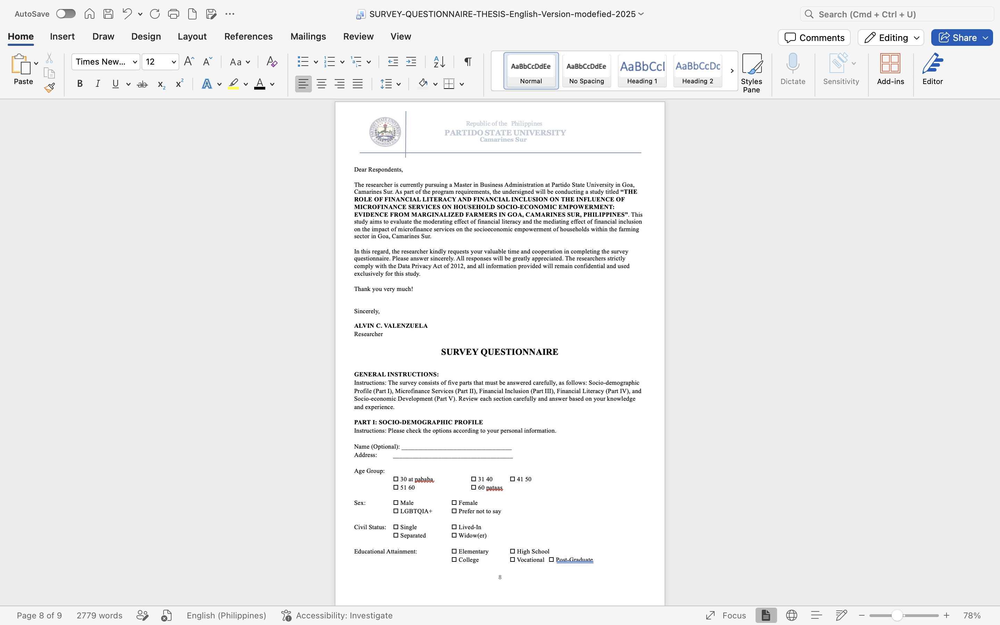 AutoSave
SURVEY-QUESTIONNAIRE-THESIS-English-Version-modefied-2025
Search (Cmd + Ctrl + U)
Home Insert Draw Design Layout References Mailings Review View
Comments Editing Share
Paste
Times New... 12
AaBbCcDdEe AaBbCcDdEe AaBbCcI AaBbCcDc
Normal No Spacing Heading 1 Heading 2
Styles Pane
Dictate
Sensitivity
Add-ins
Editor
PARTIDO STATE UNIVERSITY
CAMARINES SUR
Republic of the Philippines
PARTIDO STATE UNIVERSITY
Camarines Sur
Dear Respondents,
The researcher is currently pursuing a Master in Business Administration at Partido State University in Goa,
Camarines Sur. As part of the program requirements, the undersigned will be conducting a study titled “THE
ROLE OF FINANCIAL LITERACY AND FINANCIAL INCLUSION ON THE INFLUENCE OF
MICROFINANCE SERVICES ON HOUSEHOLD SOCIO-ECONOMIC EMPOWERMENT:
EVIDENCE FROM MARGINALIZED FARMERS IN GOA, CAMARINES SUR, PHILIPPINES”. This
study aims to evaluate the moderating effect of financial literacy and the mediating effect of financial inclusion
on the impact of microfinance services on the socioeconomic empowerment of households within the farming
sector in Goa, Camarines Sur.
In this regard, the researcher kindly requests your valuable time and cooperation in completing the survey
questionnaire. Please answer sincerely. All responses will be greatly appreciated. The researchers strictly
comply with the Data Privacy Act of 2012, and all information provided will remain confidential and used
exclusively for this study.
Thank you very much!
Sincerely,
ALVIN C. VALENZUELA
Researcher
SURVEY QUESTIONNAIRE
GENERAL INSTRUCTIONS:
Instructions: The survey consists of five parts that must be answered carefully, as follows: Socio-demographic
Profile (Part I), Microfinance Services (Part II), Financial Inclusion (Part III), Financial Literacy (Part IV), and
Socio-economic Development (Part V). Review each section carefully and answer based on your knowledge
and experience.
PART I: SOCIO-DEMOGRAPHIC PROFILE
Instructions: Please check the options according to your personal information.
Name (Optional): ___________________________________
Address: ______________________________________
Age Group:
☐ 30 at pababa ☐ 31 40 ☐ 41 50
☐ 51 60 ☐ 60 pataas
Sex: ☐ Male ☐ Female
☐ LGBTQIA+ ☐ Prefer not to say
Civil Status: ☐ Single ☐ Lived-In
☐ Separated ☐ Widow(er)
Educational Attainment: ☐ Elementary ☐ High School
☐ College ☐ Vocational ☐ Post-Graduate
8
Page 8 of 9 2779 words English (Philippines) Accessibility: Investigate Focus 78%